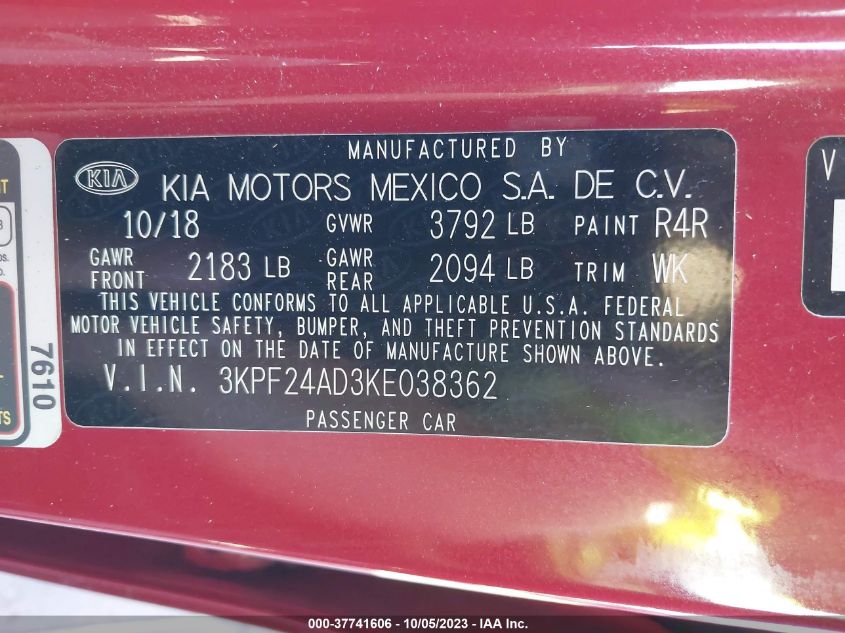 MANUFACTURED BY
KIA
KIA MOTORS MEXICO S.A. DE C.V.
10/18 GVWR 3792 LB PAINT R4R
GAWR FRONT 2183 LB GAWR REAR 2094 LB TRIM WK
THIS VEHICLE CONFORMS TO ALL APPLICABLE U.S.A. FEDERAL
MOTOR VEHICLE SAFETY, BUMPER, AND THEFT PREVENTION STANDARDS
IN EFFECT ON THE DATE OF MANUFACTURE SHOWN ABOVE.
V.I.N. 3KPF24AD3KE038362
PASSENGER CAR
7610
V
000-37741606 - 10/05/2023 - IAA Inc.